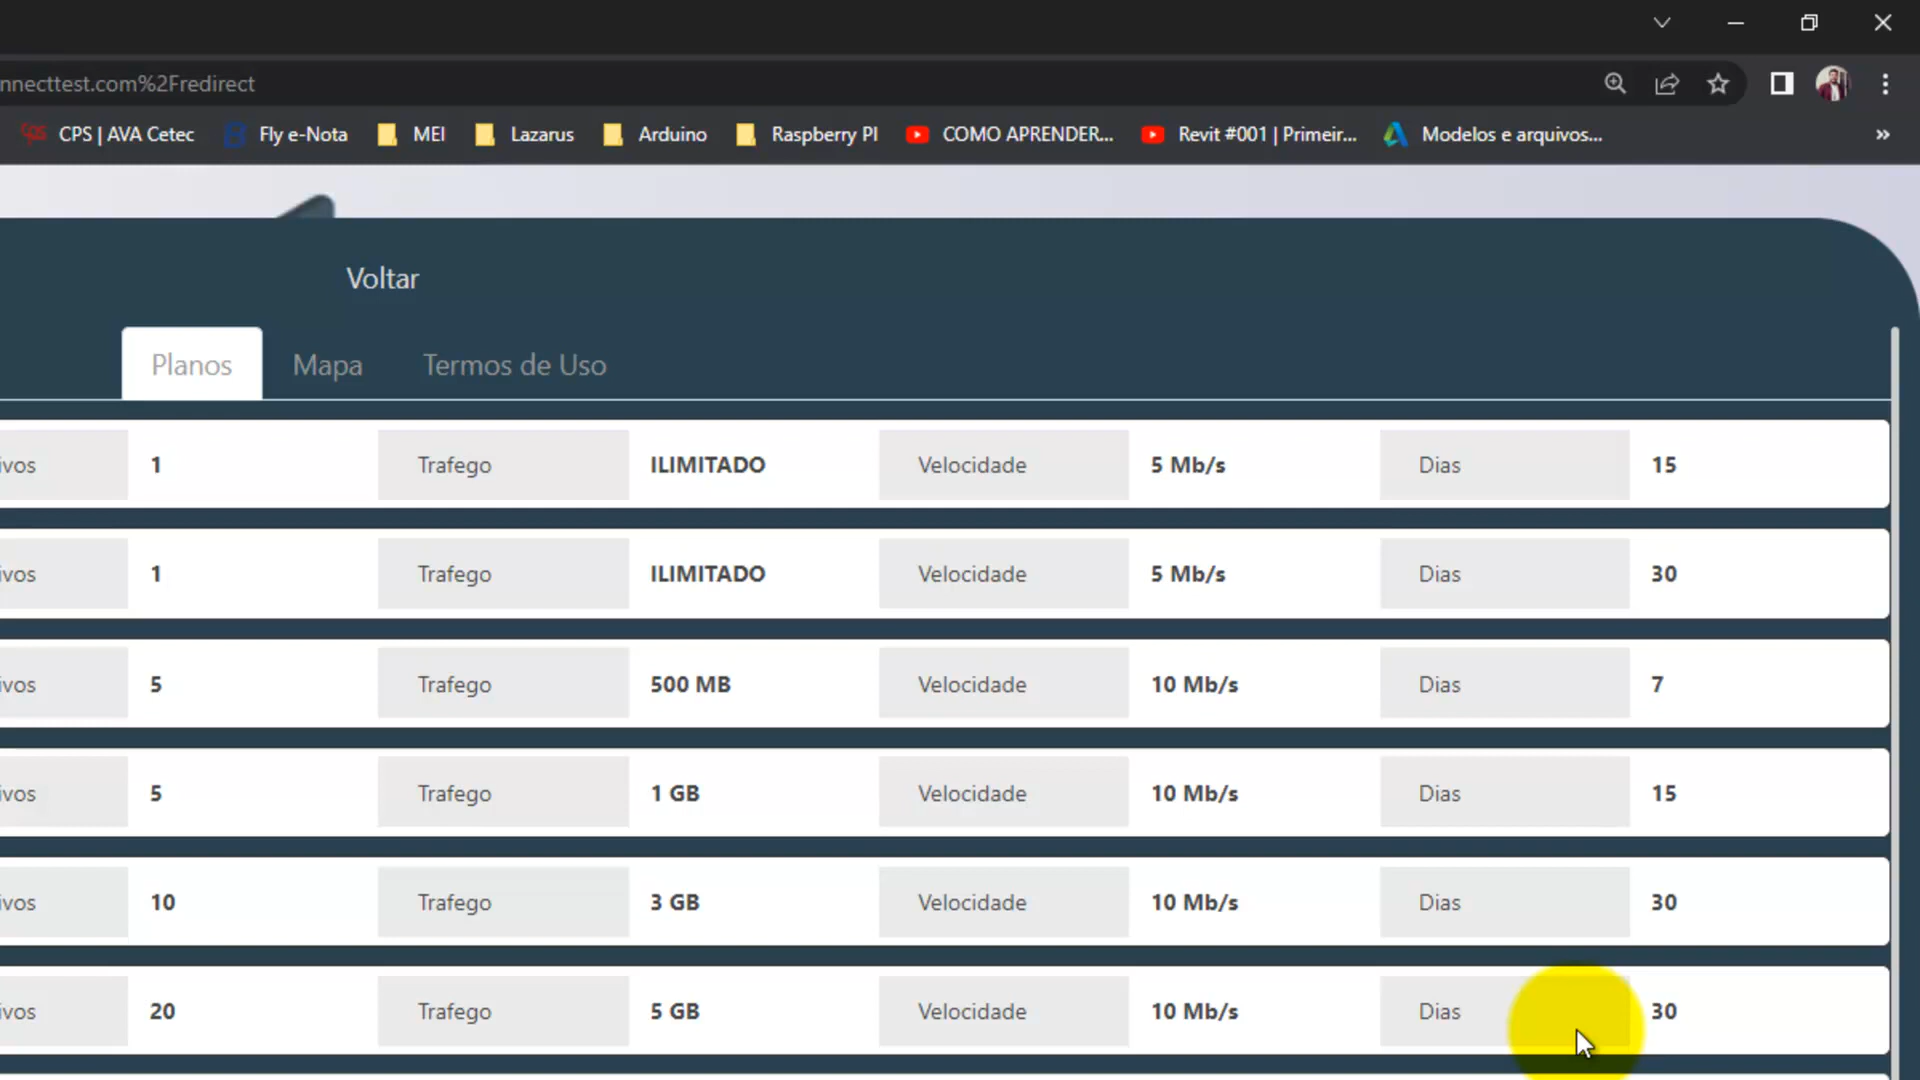 nnecttest.com%2Fredirect
CPS | AVA Cetec Fly e-Nota MEI Lazarus Arduino Raspberry PI COMO APRENDER... Revit #001 | Primeir... Modelos e arquivos... »
Voltar
Planos Mapa Termos de Uso
ivos 1 Trafego ILIMITADO Velocidade 5 Mb/s Dias 15
ivos 1 Trafego ILIMITADO Velocidade 5 Mb/s Dias 30
ivos 5 Trafego 500 MB Velocidade 10 Mb/s Dias 7
ivos 5 Trafego 1 GB Velocidade 10 Mb/s Dias 15
ivos 10 Trafego 3 GB Velocidade 10 Mb/s Dias 30
ivos 20 Trafego 5 GB Velocidade 10 Mb/s Dias 30